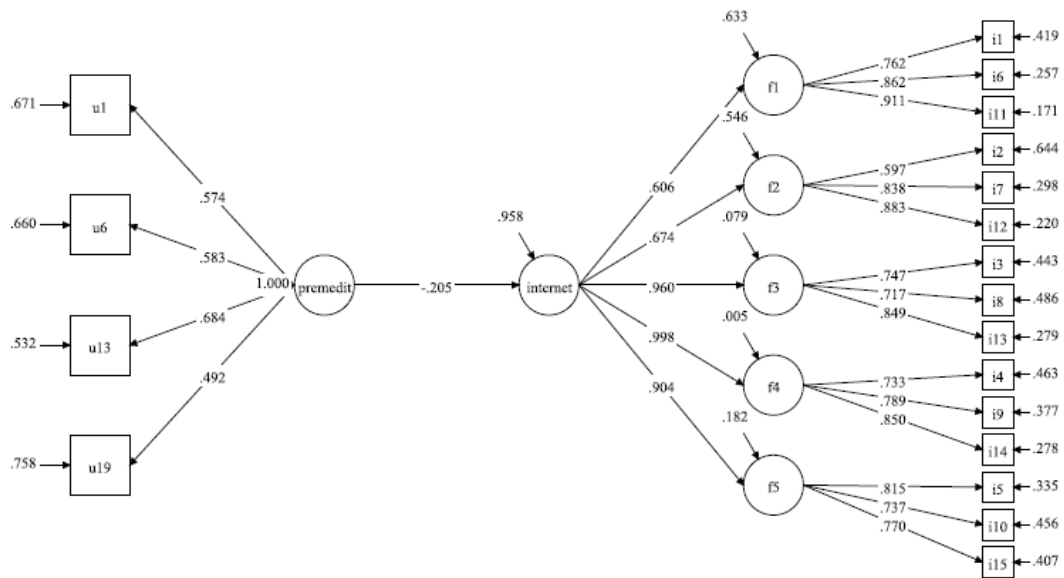 .633
i1
.419
.762
i6
.257
.862
f1
.911
i11
.171
.671
u1
.546
i2
.644
.597
f2
.838
i7
.298
.883
.574
.606
i12
.220
.660
u6
.958
.674
.079
i3
.443
.583
.747
1.000
premedit
-.205
internet
.960
f3
.717
i8
.486
.849
.684
.998
.005
i13
.279
.532
u13
i4
.463
.492
.904
.733
f4
.789
i9
.377
.850
.182
i14
.278
.758
u19
i5
.335
.815
f5
.737
i10
.456
.770
i15
.407